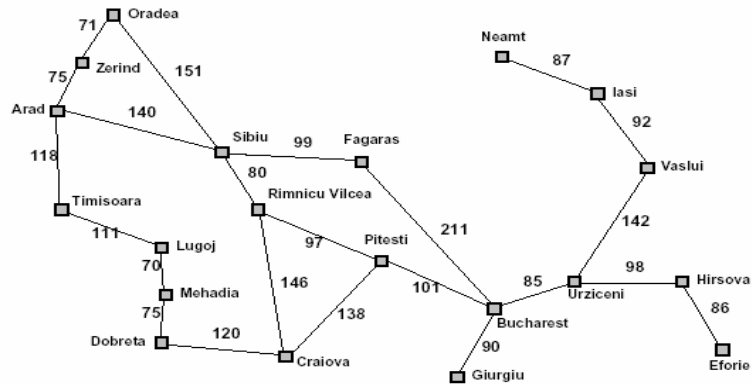 Oradea
71
Neamt
Zerind
87
75
151
Iasi
Arad
140
92
Sibiu
Fagaras
99
118
80
Vaslui
Timisoara
Rimnicu Vilcea
142
111
211
Lugoj
97
Pitesti
70
98
Hirsova
146
101
85
Mehadia
Urziceni
75
138
86
Bucharest
Dobreta
120
90
Craiova
Eforie
Giurgiu